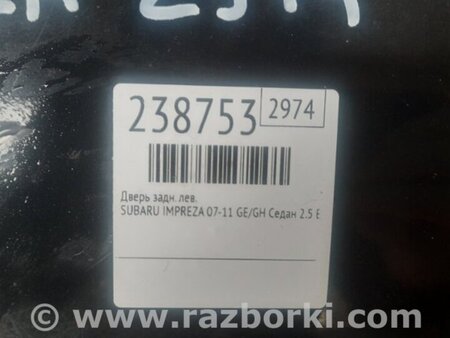 238753
2974
Дверь задн. лев.
SUBARU IMPREZA 07-11 GE/GH Седан 2.5 E
© www.razborki.com